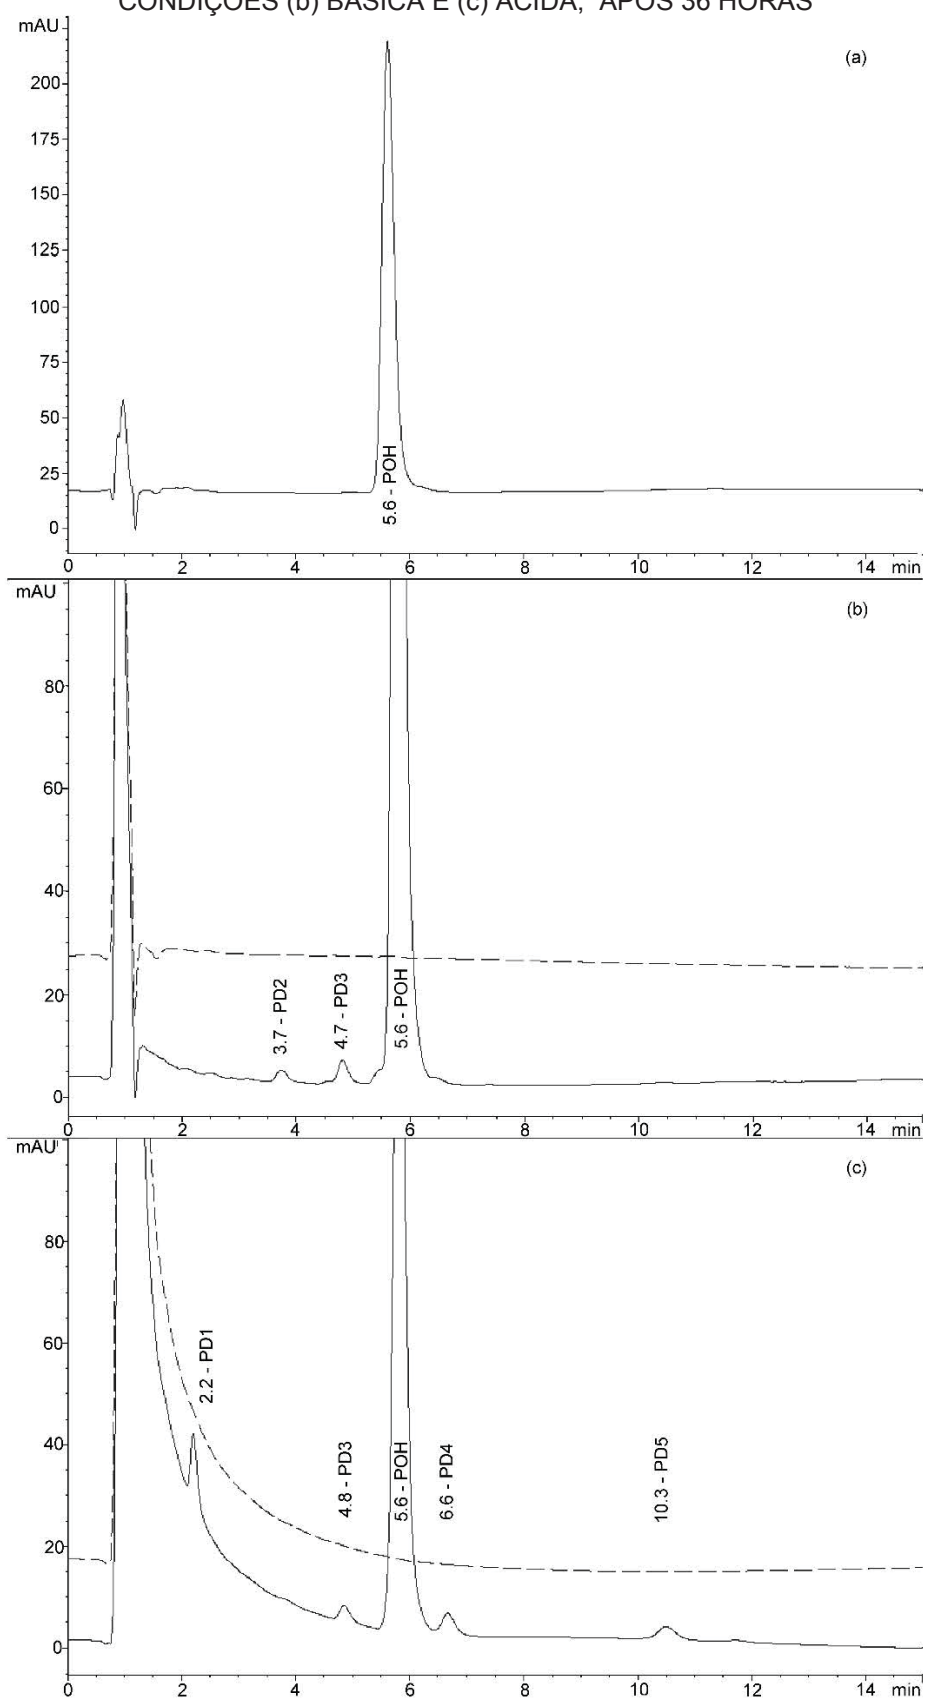 CONDIÇÕES (b) BÁSICA E (c) ÁCIDA, APÓS 36 HORAS
mAU
(a)
200
175
150
125
100
75
50
25
0
5.6 - POH
0 2 4 6 8 10 12 14 min
mAU
(b)
80
60
40
20
0
3.7 - PD2
4.7 - PD3
5.6 - POH
0 2 4 6 8 10 12 14 min
mAU
(c)
80
60
40
20
0
2.2 - PD1
4.8 - PD3
5.6 - POH
6.6 - PD4
10.3 - PD5
0 2 4 6 8 10 12 14 min